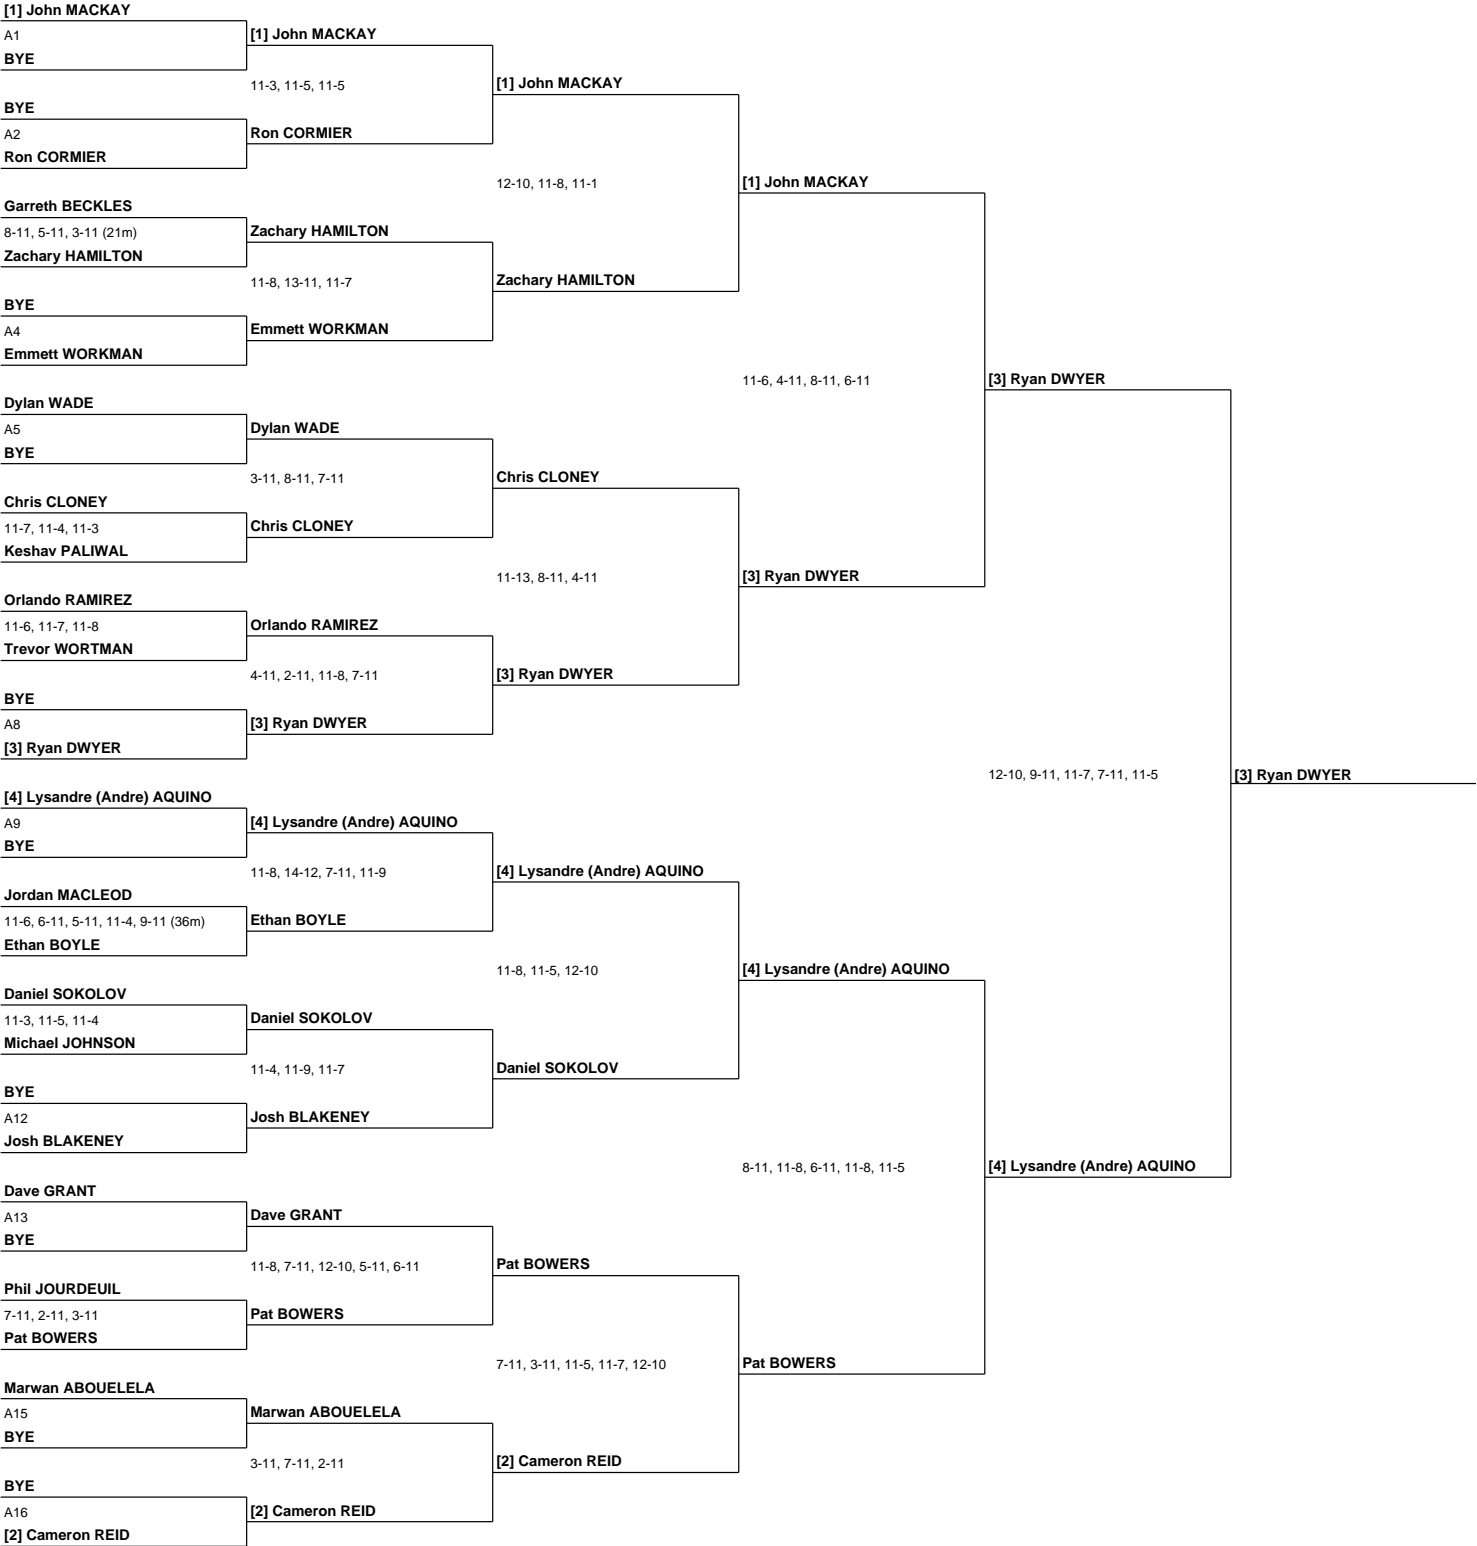 [1] John MACKAY
A1
BYE
BYE
A2
Ron CORMIER
Garreth BECKLES
8-11, 5-11, 3-11 (21m)
Zachary HAMILTON
BYE
A4
Emmett WORKMAN
Dylan WADE
A5
BYE
Chris CLONEY
11-7, 11-4, 11-3
Keshav PALIWAL
Orlando RAMIREZ
11-6, 11-7, 11-8
Trevor WORTMAN
BYE
A8
[3] Ryan DWYER
[4] Lysandre (Andre) AQUINO
A9
BYE
Jordan MACLEOD
11-6, 6-11, 5-11, 11-4, 9-11 (36m)
Ethan BOYLE
Daniel SOKOLOV
11-3, 11-5, 11-4
Michael JOHNSON
BYE
A12
Josh BLAKENEY
Dave GRANT
A13
BYE
Phil JOURDEUIL
7-11, 2-11, 3-11
Pat BOWERS
Marwan ABOUELELA
A15
BYE
BYE
A16
[2] Cameron REID
[1] John MACKAY
11-3, 11-5, 11-5
Ron CORMIER
Zachary HAMILTON
11-8, 13-11, 11-7
Emmett WORKMAN
Dylan WADE
3-11, 8-11, 7-11
Chris CLONEY
Orlando RAMIREZ
4-11, 2-11, 11-8, 7-11
[3] Ryan DWYER
[4] Lysandre (Andre) AQUINO
11-8, 14-12, 7-11, 11-9
Ethan BOYLE
Daniel SOKOLOV
11-4, 11-9, 11-7
Josh BLAKENEY
Dave GRANT
11-8, 7-11, 12-10, 5-11, 6-11
Pat BOWERS
Marwan ABOUELELA
3-11, 7-11, 2-11
[2] Cameron REID
[1] John MACKAY
12-10, 11-8, 11-1
Zachary HAMILTON
Chris CLONEY
11-13, 8-11, 4-11
[3] Ryan DWYER
[4] Lysandre (Andre) AQUINO
11-8, 11-5, 12-10
Daniel SOKOLOV
Pat BOWERS
7-11, 3-11, 11-5, 11-7, 12-10
[2] Cameron REID
[1] John MACKAY
11-6, 4-11, 8-11, 6-11
[3] Ryan DWYER
[4] Lysandre (Andre) AQUINO
8-11, 11-8, 6-11, 11-8, 11-5
Pat BOWERS
[3] Ryan DWYER
12-10, 9-11, 11-7, 7-11, 11-5
[4] Lysandre (Andre) AQUINO
[3] Ryan DWYER